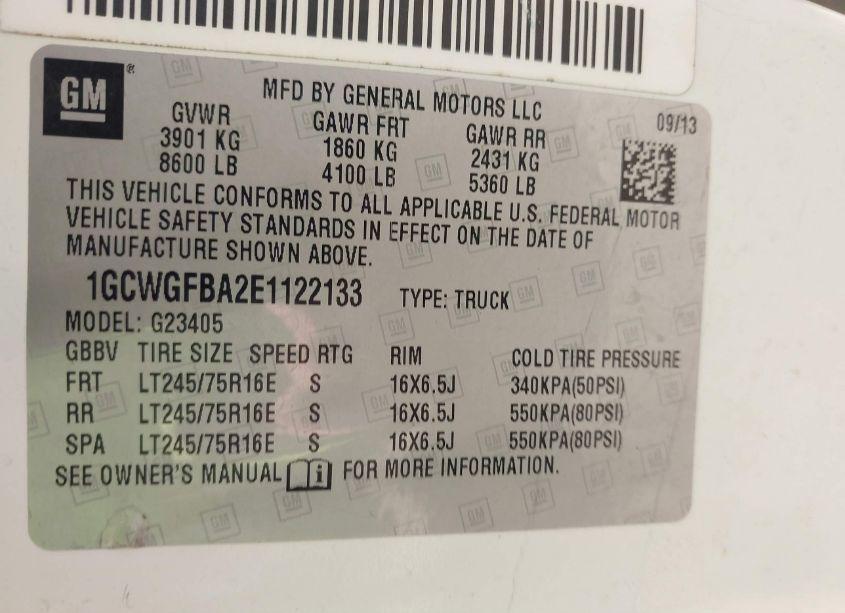 GM®
MFD BY GENERAL MOTORS LLC
09/13
GVWR GAWR FRT GAWR RR
3901 KG 1860 KG 2431 KG
8600 LB 4100 LB 5360 LB
THIS VEHICLE CONFORMS TO ALL APPLICABLE U.S. FEDERAL MOTOR
VEHICLE SAFETY STANDARDS IN EFFECT ON THE DATE OF
MANUFACTURE SHOWN ABOVE.
1GCWGFBA2E1122133 TYPE: TRUCK
MODEL: G23405
GBBV TIRE SIZE SPEED RTG RIM COLD TIRE PRESSURE
FRT LT245/75R16E S 16X6.5J 340KPA(50PSI)
RR LT245/75R16E S 16X6.5J 550KPA(80PSI)
SPA LT245/75R16E S 16X6.5J 550KPA(80PSI)
SEE OWNER'S MANUAL i FOR MORE INFORMATION.